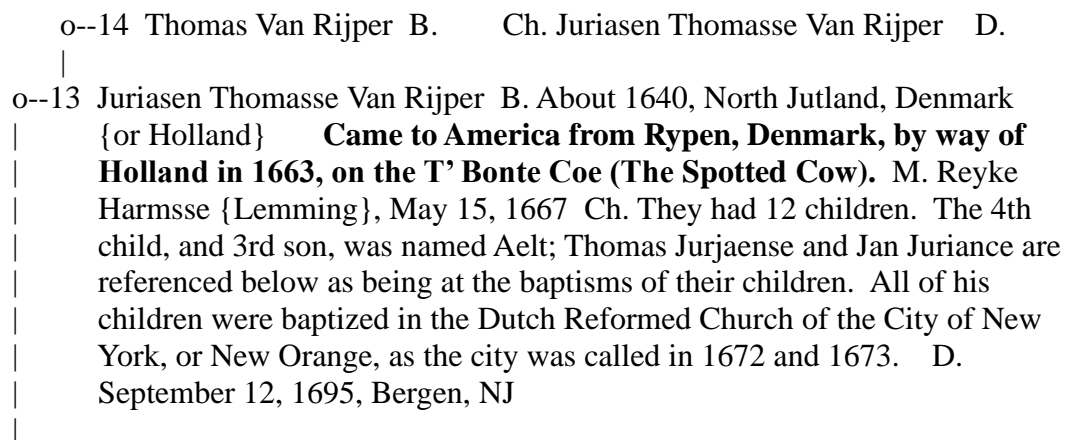 o--14  Thomas Van Rijper  B.       Ch. Juriasen Thomasse Van Rijper    D.
|
o--13  Juriasen Thomasse Van Rijper  B. About 1640, North Jutland, Denmark
|      {or Holland}      Came to America from Rypen, Denmark, by way of
|      Holland in 1663, on the T’ Bonte Coe (The Spotted Cow).  M. Reyke
|      Harmsse {Lemming}, May 15, 1667  Ch. They had 12 children.  The 4th
|      child, and 3rd son, was named Aelt; Thomas Jurjaense and Jan Juriance are
|      referenced below as being at the baptisms of their children.  All of his
|      children were baptized in the Dutch Reformed Church of the City of New
|      York, or New Orange, as the city was called in 1672 and 1673.    D.
|      September 12, 1695, Bergen, NJ
|